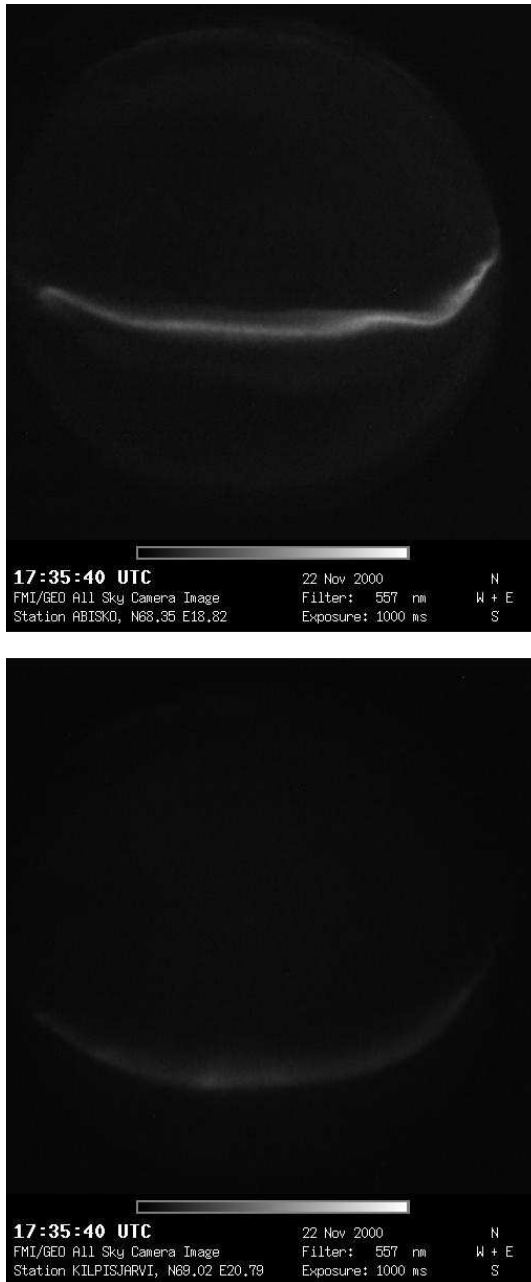 17:35:40 UTC 22 Nov 2000 N
FMI/GEO All Sky Camera Image Filter: 557 nm W + E
Station ABISKO, N68.35 E18.82 Exposure: 1000 ms S
17:35:40 UTC 22 Nov 2000 N
FMI/GEO All Sky Camera Image Filter: 557 nm W + E
Station KILPISJARVI, N69.02 E20.79 Exposure: 1000 ms S